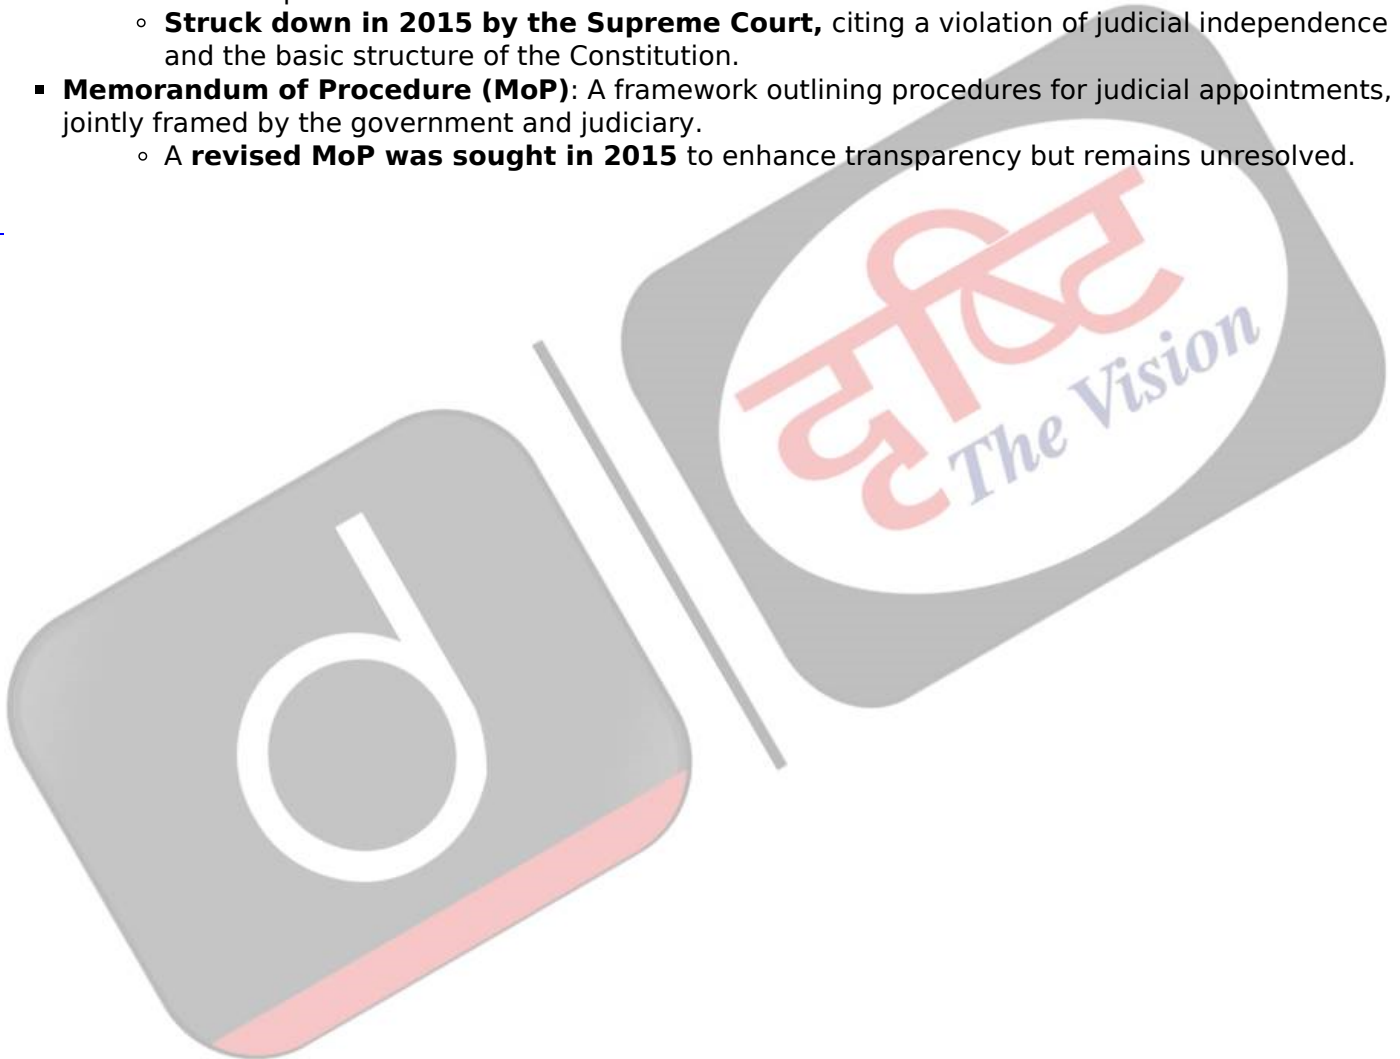 Struck down in 2015 by the Supreme Court, citing a violation of judicial independence
and the basic structure of the Constitution.
Memorandum of Procedure (MoP): A framework outlining procedures for judicial appointments,
jointly framed by the government and judiciary.
A revised MoP was sought in 2015 to enhance transparency but remains unresolved.
दृष्टि
The Vision
d